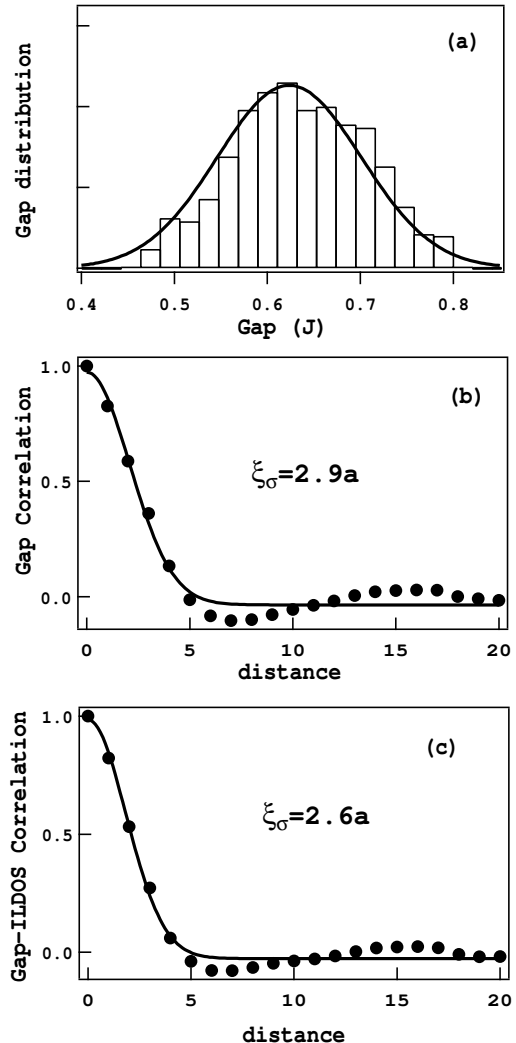 (a)
Gap distribution
0.4 0.5 0.6 0.7 0.8
Gap (J)
1.0
(b)
Gap Correlation
ξσ=2.9a
0.5
0.0
0 5 10 15 20
distance
1.0
(c)
Gap-ILDOS Correlation
ξσ=2.6a
0.5
0.0
0 5 10 15 20
distance